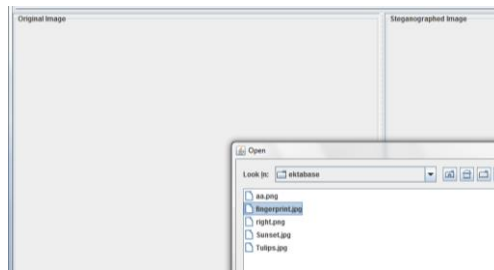 Original Image
Steganographed Image
Open
Look In: ektabase
aa.png
fingerprint.jpg
right.png
Sunset.jpg
Tulips.jpg